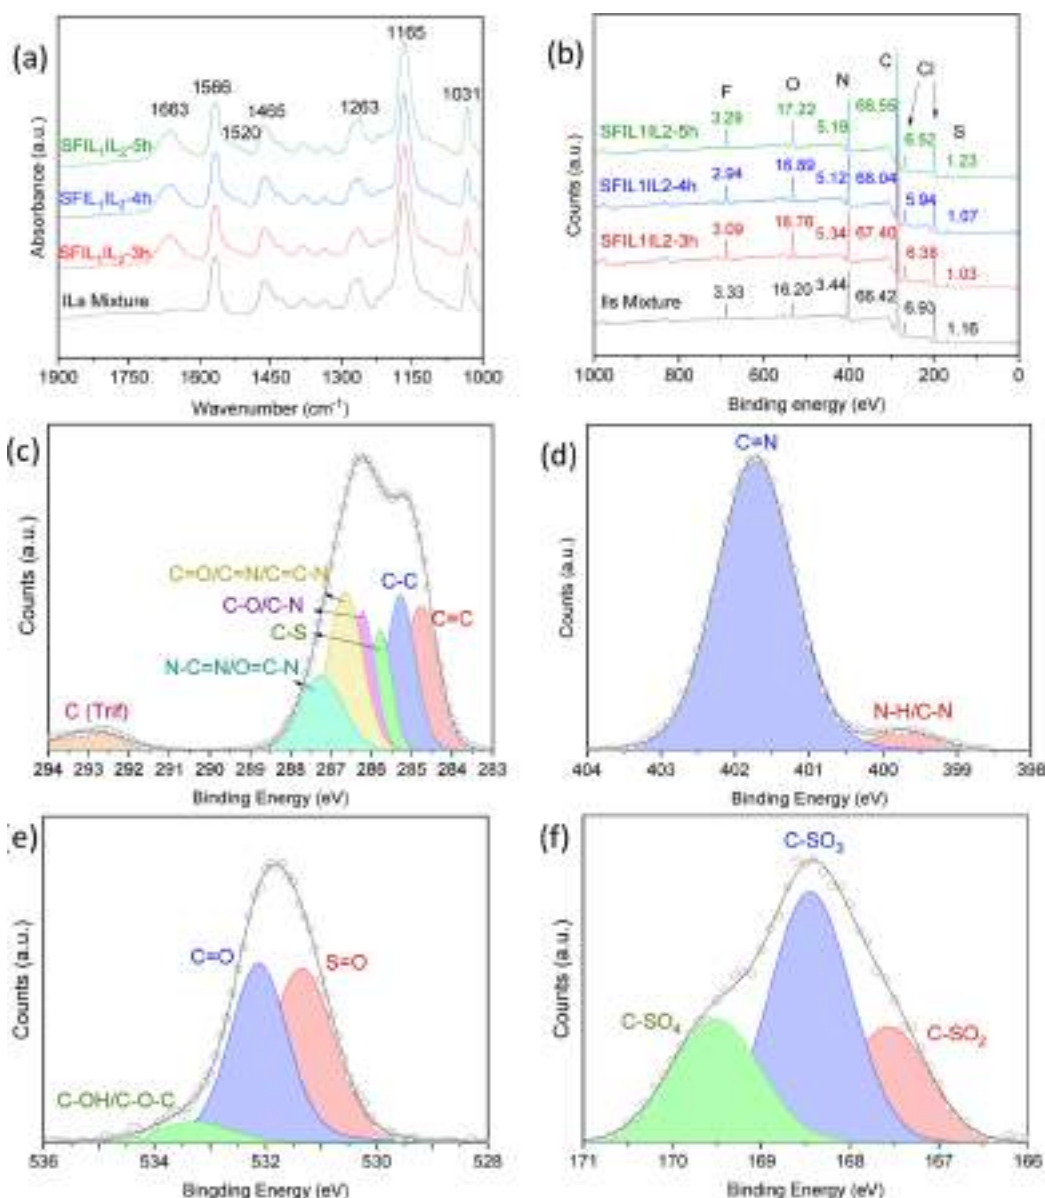 (a)
1165
1566
1663
1520
1465
1263
1031
SFIL₁IL₂-5h
SFIL₁IL₂-4h
SFIL₁IL₂-3h
ILs Mixture
Absorbance (a.u.)
1900 1750 1600 1450 1300 1150 1000
Wavenumber (cm⁻¹)
(b)
F O N C Cl S
SFIL1IL2-5h 3.29 17.22 5.19 66.55 6.52 1.23
SFIL1IL2-4h 2.94 16.89 5.12 68.04 5.94 1.07
SFIL1IL2-3h 3.09 16.76 5.34 67.40 6.38 1.03
Ils Mixture 3.33 16.20 3.44 66.42 6.93 1.16
Counts (a.u.)
1000 800 600 400 200 0
Binding energy (eV)
(c)
C=O/C=N/C=C-N
C-O/C-N
C-S
N-C=N/O=C-N
C-C
C=C
C (Trif)
Counts (a.u.)
294 293 292 291 290 289 288 287 286 285 284 283
Binding Energy (eV)
(d)
C=N
N-H/C-N
Counts (a.u.)
404 403 402 401 400 399 398
Binding Energy (eV)
(e)
C=O
S=O
C-OH/C-O-C
Counts (a.u.)
536 534 532 530 528
Bingding Energy (eV)
(f)
C-SO₃
C-SO₄
C-SO₂
Counts (a.u.)
171 170 169 168 167 166
Binding Energy (eV)